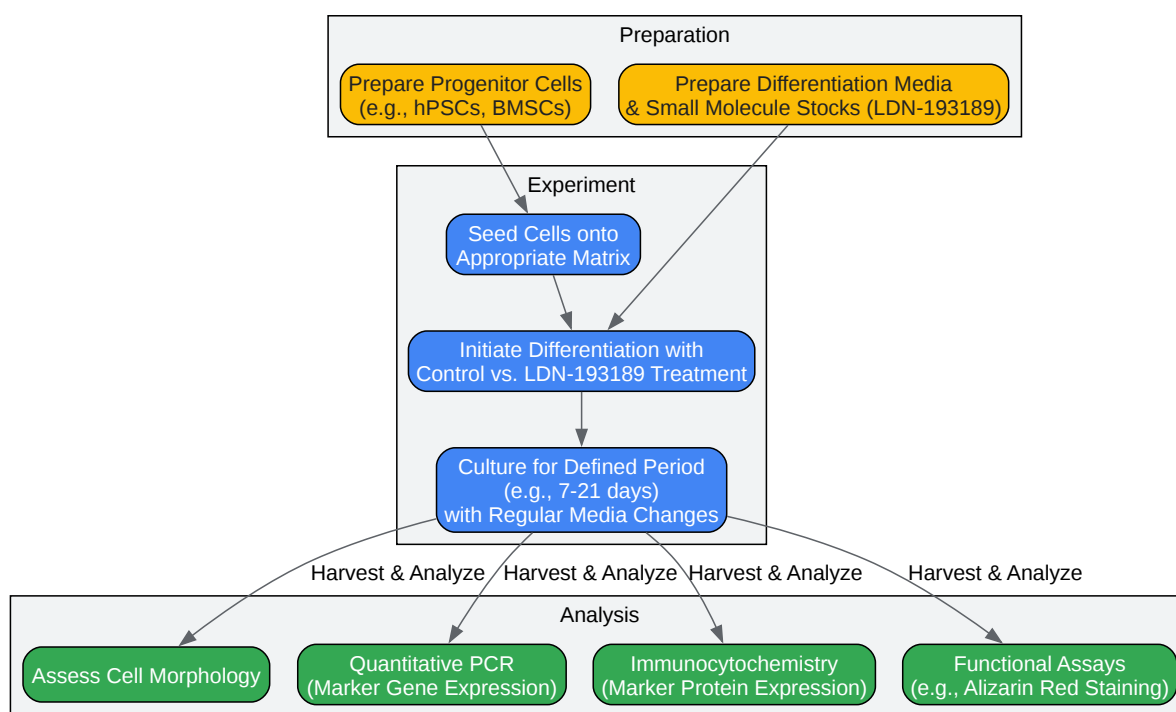 Preparation
Prepare Progenitor Cells
(e.g., hPSCs, BMSCs)
Prepare Differentiation Media
& Small Molecule Stocks (LDN-193189)
Experiment
Seed Cells onto
Appropriate Matrix
Initiate Differentiation with
Control vs. LDN-193189 Treatment
Culture for Defined Period
(e.g., 7-21 days)
with Regular Media Changes
Harvest & Analyze
Harvest & Analyze
Harvest & Analyze
Harvest & Analyze
Analysis
Assess Cell Morphology
Quantitative PCR
(Marker Gene Expression)
Immunocytochemistry
(Marker Protein Expression)
Functional Assays
(e.g., Alizarin Red Staining)